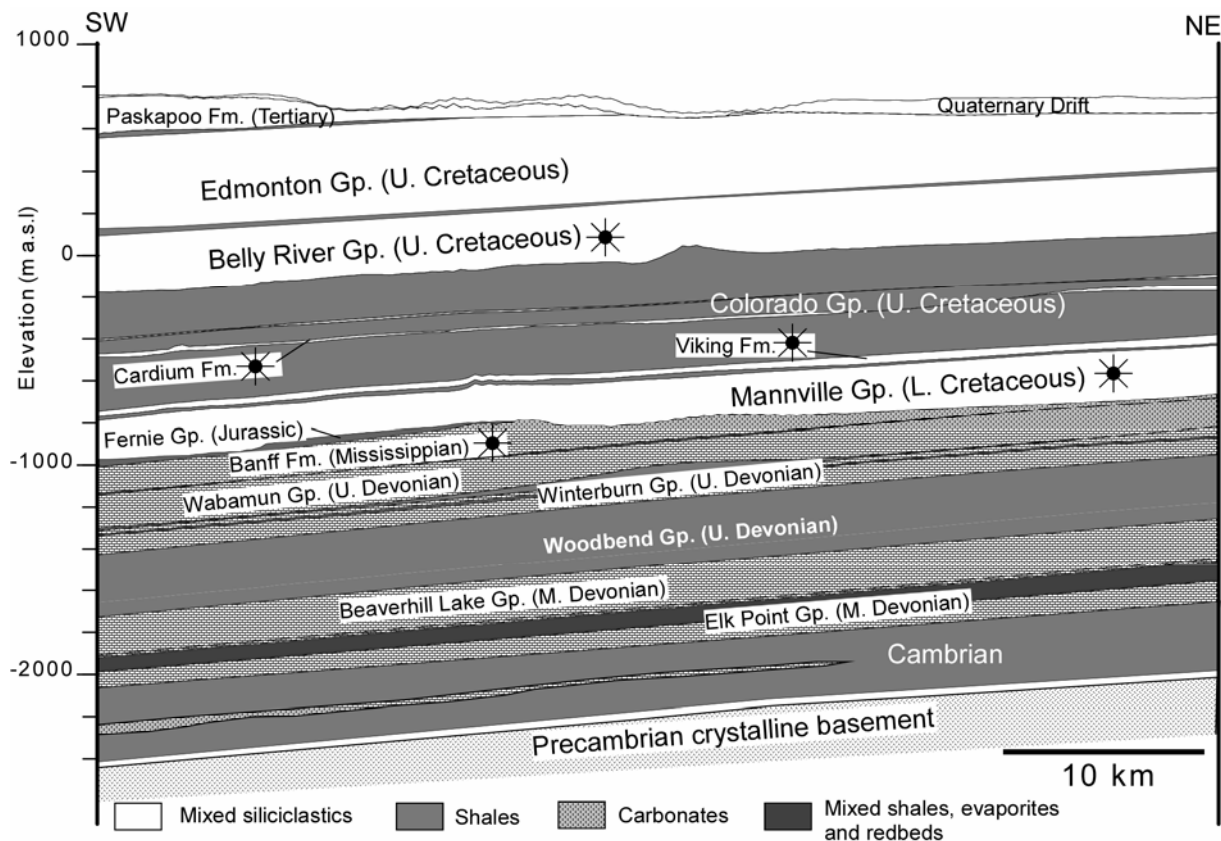 SW
NE
1000
Quaternary Drift
Paskapoo Fm. (Tertiary)
Edmonton Gp. (U. Cretaceous)
Belly River Gp. (U. Cretaceous)
0
Elevation (m a.s.l)
Colorado Gp. (U. Cretaceous)
Viking Fm.
Cardium Fm.
Mannville Gp. (L. Cretaceous)
Fernie Gp. (Jurassic)
Banff Fm. (Mississippian)
-1000
Wabamun Gp. (U. Devonian)
Winterburn Gp. (U. Devonian)
Woodbend Gp. (U. Devonian)
Beaverhill Lake Gp. (M. Devonian)
Elk Point Gp. (M. Devonian)
Cambrian
-2000
Precambrian crystalline basement
10 km
Mixed siliciclastics
Shales
Carbonates
Mixed shales, evaporites
and redbeds